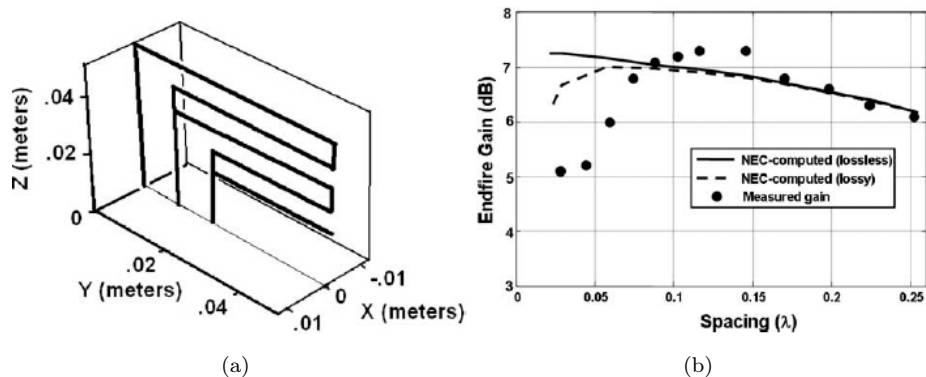 Z (meters)
.04
.02
0
Y (meters)
.02
.04
X (meters)
-.01
0
.01
(a)
Endfire Gain (dB)
8
7
6
5
4
3
NEC-computed (lossless)
NEC-computed (lossy)
Measured gain
0 0.05 0.1 0.15 0.2 0.25
Spacing (λ)
(b)